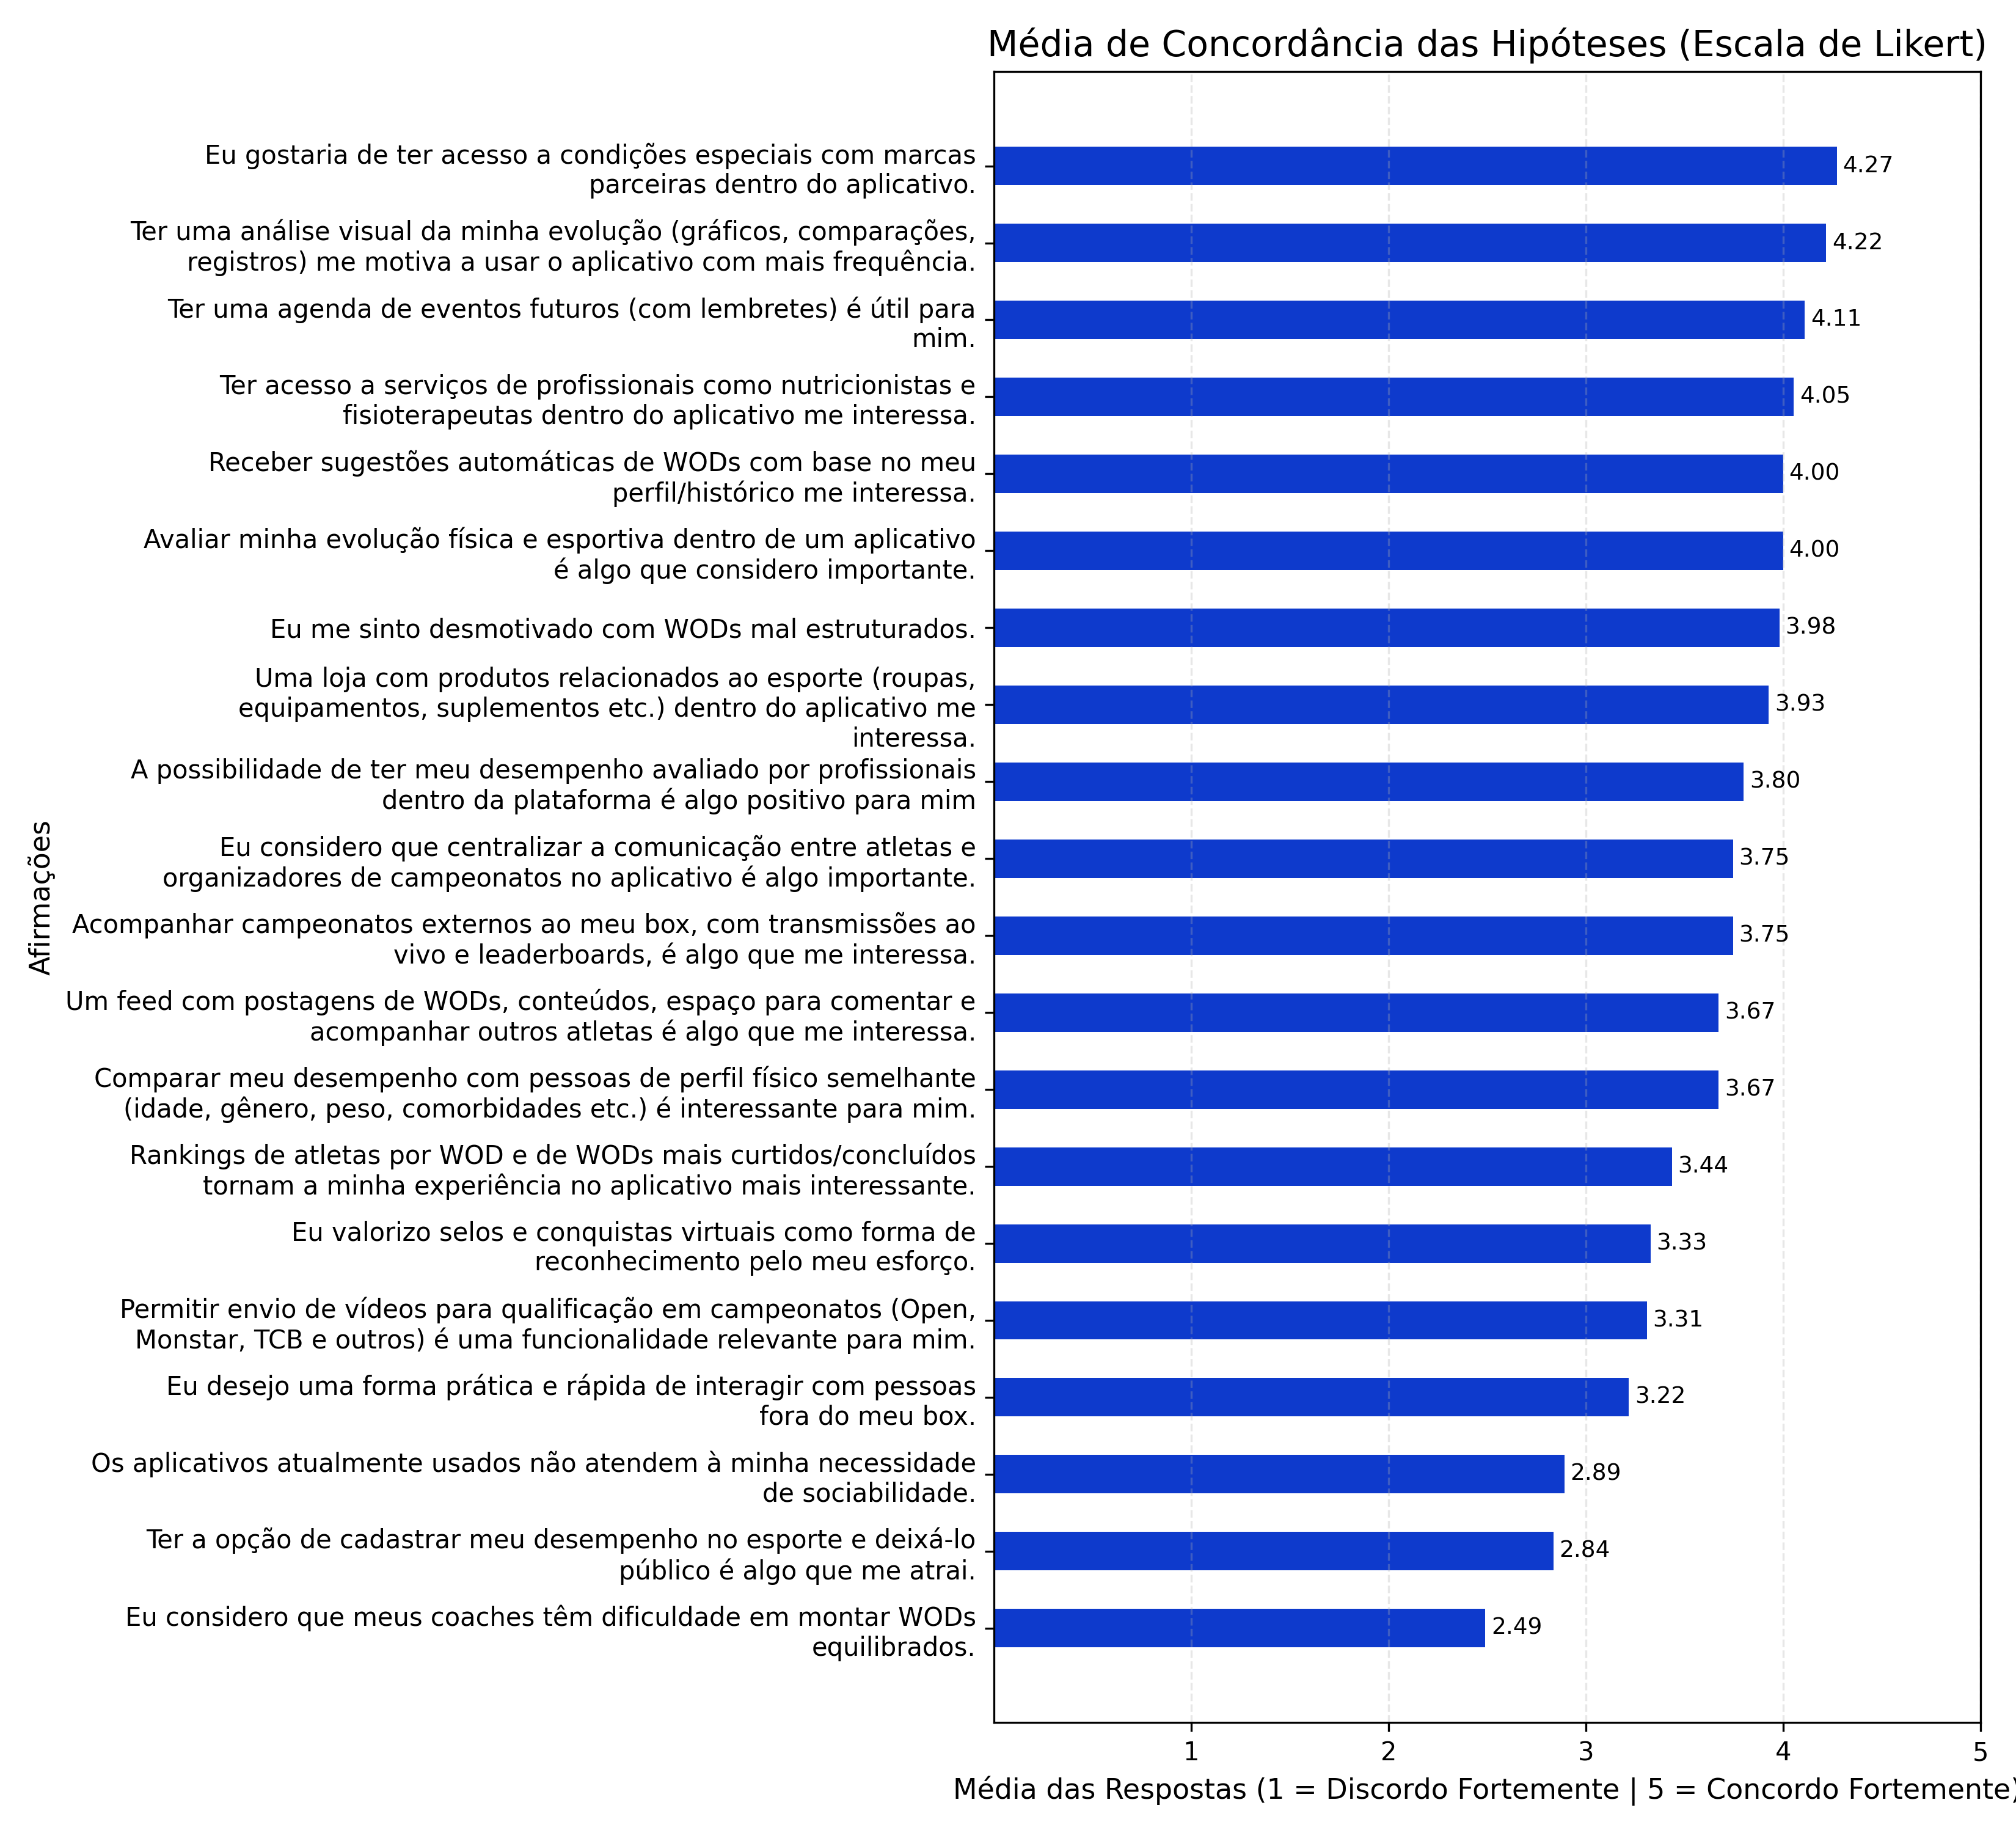 Média de Concordância das Hipóteses (Escala de Likert)
Afirmações
Eu gostaria de ter acesso a condições especiais com marcas
parceiras dentro do aplicativo.
4.27
Ter uma análise visual da minha evolução (gráficos, comparações,
registros) me motiva a usar o aplicativo com mais frequência.
4.22
Ter uma agenda de eventos futuros (com lembretes) é útil para
mim.
4.11
Ter acesso a serviços de profissionais como nutricionistas e
fisioterapeutas dentro do aplicativo me interessa.
4.05
Receber sugestões automáticas de WODs com base no meu
perfil/histórico me interessa.
4.00
Avaliar minha evolução física e esportiva dentro de um aplicativo
é algo que considero importante.
4.00
Eu me sinto desmotivado com WODs mal estruturados.
3.98
Uma loja com produtos relacionados ao esporte (roupas,
equipamentos, suplementos etc.) dentro do aplicativo me
interessa.
3.93
A possibilidade de ter meu desempenho avaliado por profissionais
dentro da plataforma é algo positivo para mim
3.80
Eu considero que centralizar a comunicação entre atletas e
organizadores de campeonatos no aplicativo é algo importante.
3.75
Acompanhar campeonatos externos ao meu box, com transmissões ao
vivo e leaderboards, é algo que me interessa.
3.75
Um feed com postagens de WODs, conteúdos, espaço para comentar e
acompanhar outros atletas é algo que me interessa.
3.67
Comparar meu desempenho com pessoas de perfil físico semelhante
(idade, gênero, peso, comorbidades etc.) é interessante para mim.
3.67
Rankings de atletas por WOD e de WODs mais curtidos/concluídos
tornam a minha experiência no aplicativo mais interessante.
3.44
Eu valorizo selos e conquistas virtuais como forma de
reconhecimento pelo meu esforço.
3.33
Permitir envio de vídeos para qualificação em campeonatos (Open,
Monstar, TCB e outros) é uma funcionalidade relevante para mim.
3.31
Eu desejo uma forma prática e rápida de interagir com pessoas
fora do meu box.
3.22
Os aplicativos atualmente usados não atendem à minha necessidade
de sociabilidade.
2.89
Ter a opção de cadastrar meu desempenho no esporte e deixá-lo
público é algo que me atrai.
2.84
Eu considero que meus coaches têm dificuldade em montar WODs
equilibrados.
2.49
1 2 3 4 5
Média das Respostas (1 = Discordo Fortemente | 5 = Concordo Fortemente)